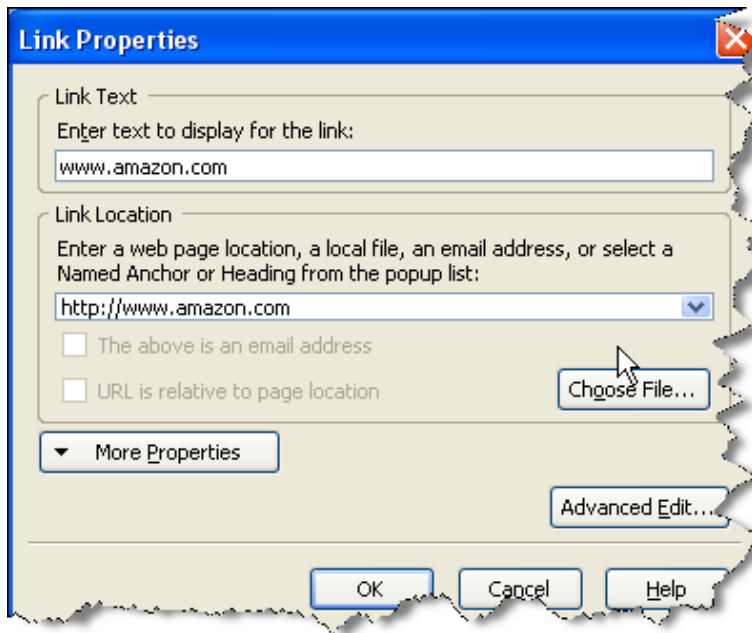 Link Properties
Link Text
Enter text to display for the link:
www.amazon.com
Link Location
Enter a web page location, a local file, an email address, or select a
Named Anchor or Heading from the popup list:
http://www.amazon.com
The above is an email address
URL is relative to page location
Choose File...
More Properties
Advanced Edit...
OK Cancel Help